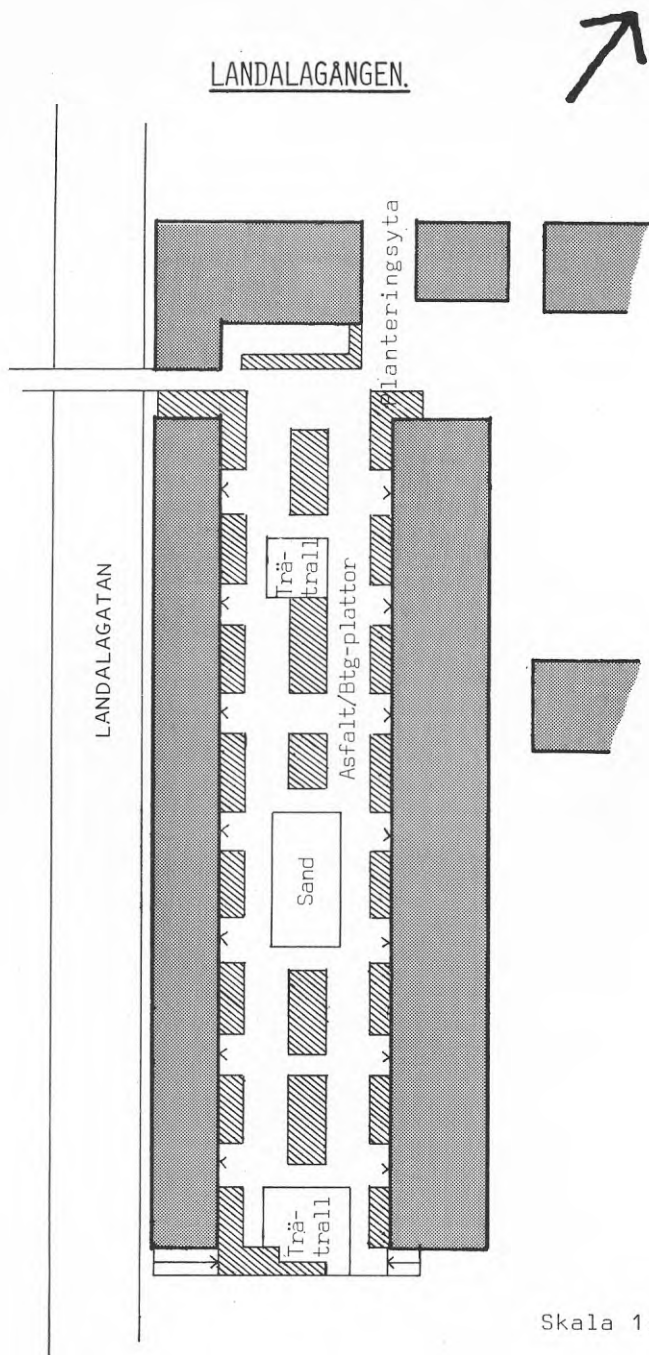 LANDALAGÅNGEN.
Planteringsyta
Trä-
trall
Asfalt/Btg-plattor
LANDALAGATAN
Sand
Trä-
trall
Skala 1